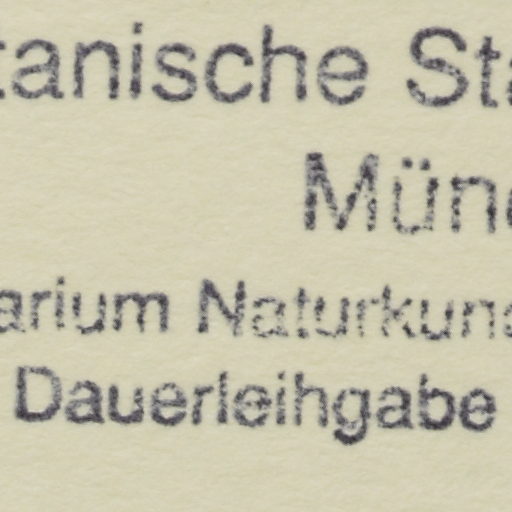 tanische Sta
Münc
arium Naturkund
Dauerleihgabe